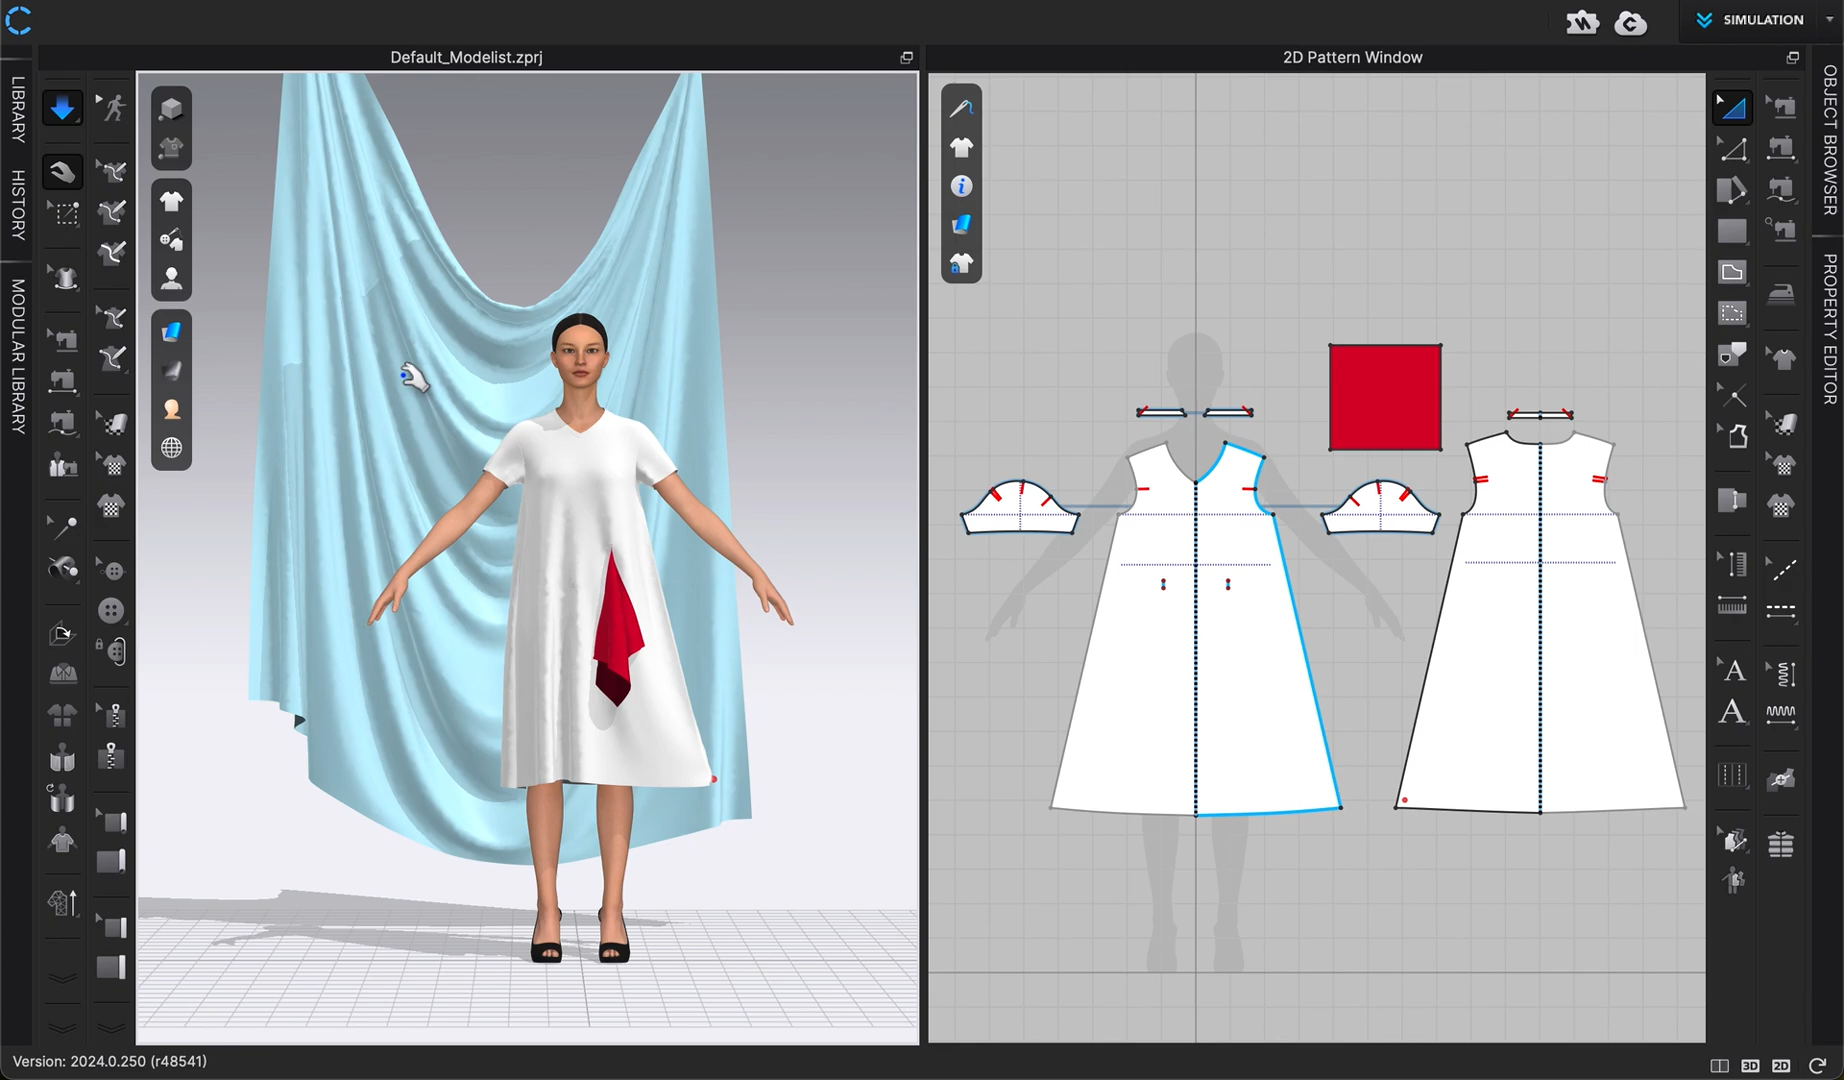 SIMULATION
Default_Modelist.zprj
2D Pattern Window
LIBRARY
HISTORY
MODULAR LIBRARY
OBJECT BROWSER
PROPERTY EDITOR
A
A
Version: 2024.0.250 (r48541)
3D
2D